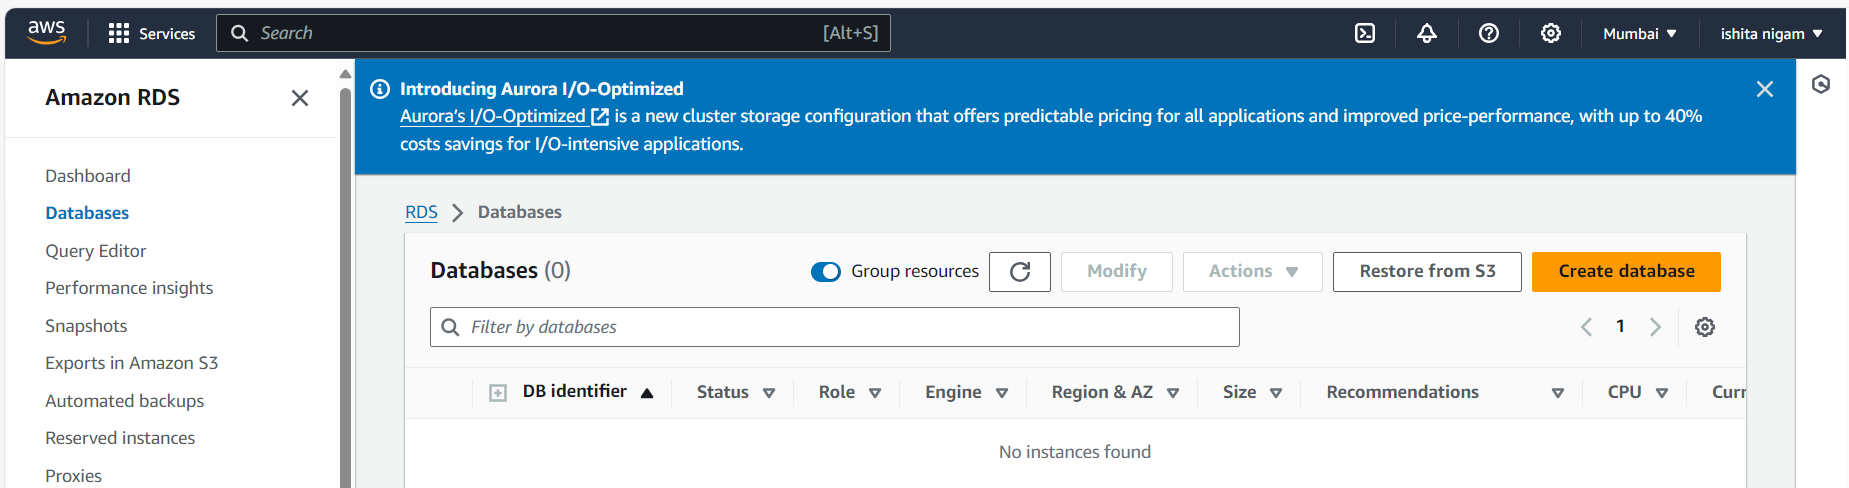 aws Services Search [Alt+S] Mumbai ishita nigam
Amazon RDS
Introducing Aurora I/O-Optimized
Aurora's I/O-Optimized is a new cluster storage configuration that offers predictable pricing for all applications and improved price-performance, with up to 40%
costs savings for I/O-intensive applications.
Dashboard
Databases
Query Editor
Performance insights
Snapshots
Exports in Amazon S3
Automated backups
Reserved instances
Proxies
RDS > Databases
Databases (0) Group resources Modify Actions Restore from S3 Create database
Filter by databases 1
DB identifier Status Role Engine Region & AZ Size Recommendations CPU Curr
No instances found